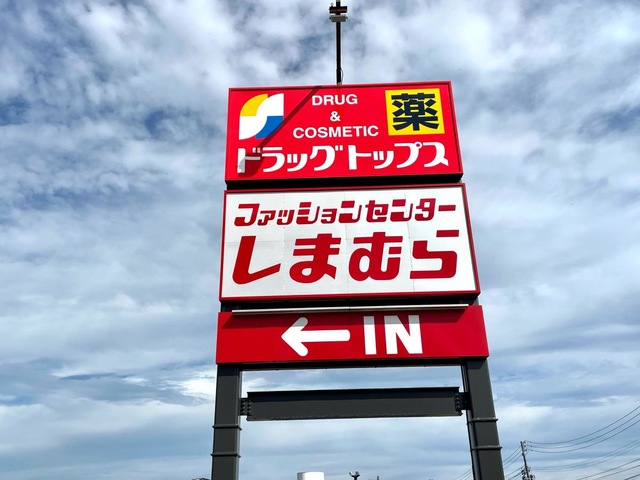 DRUG
&
COSMETIC
薬
ドラッグトップス
ファッションセンター
しまむら
←IN